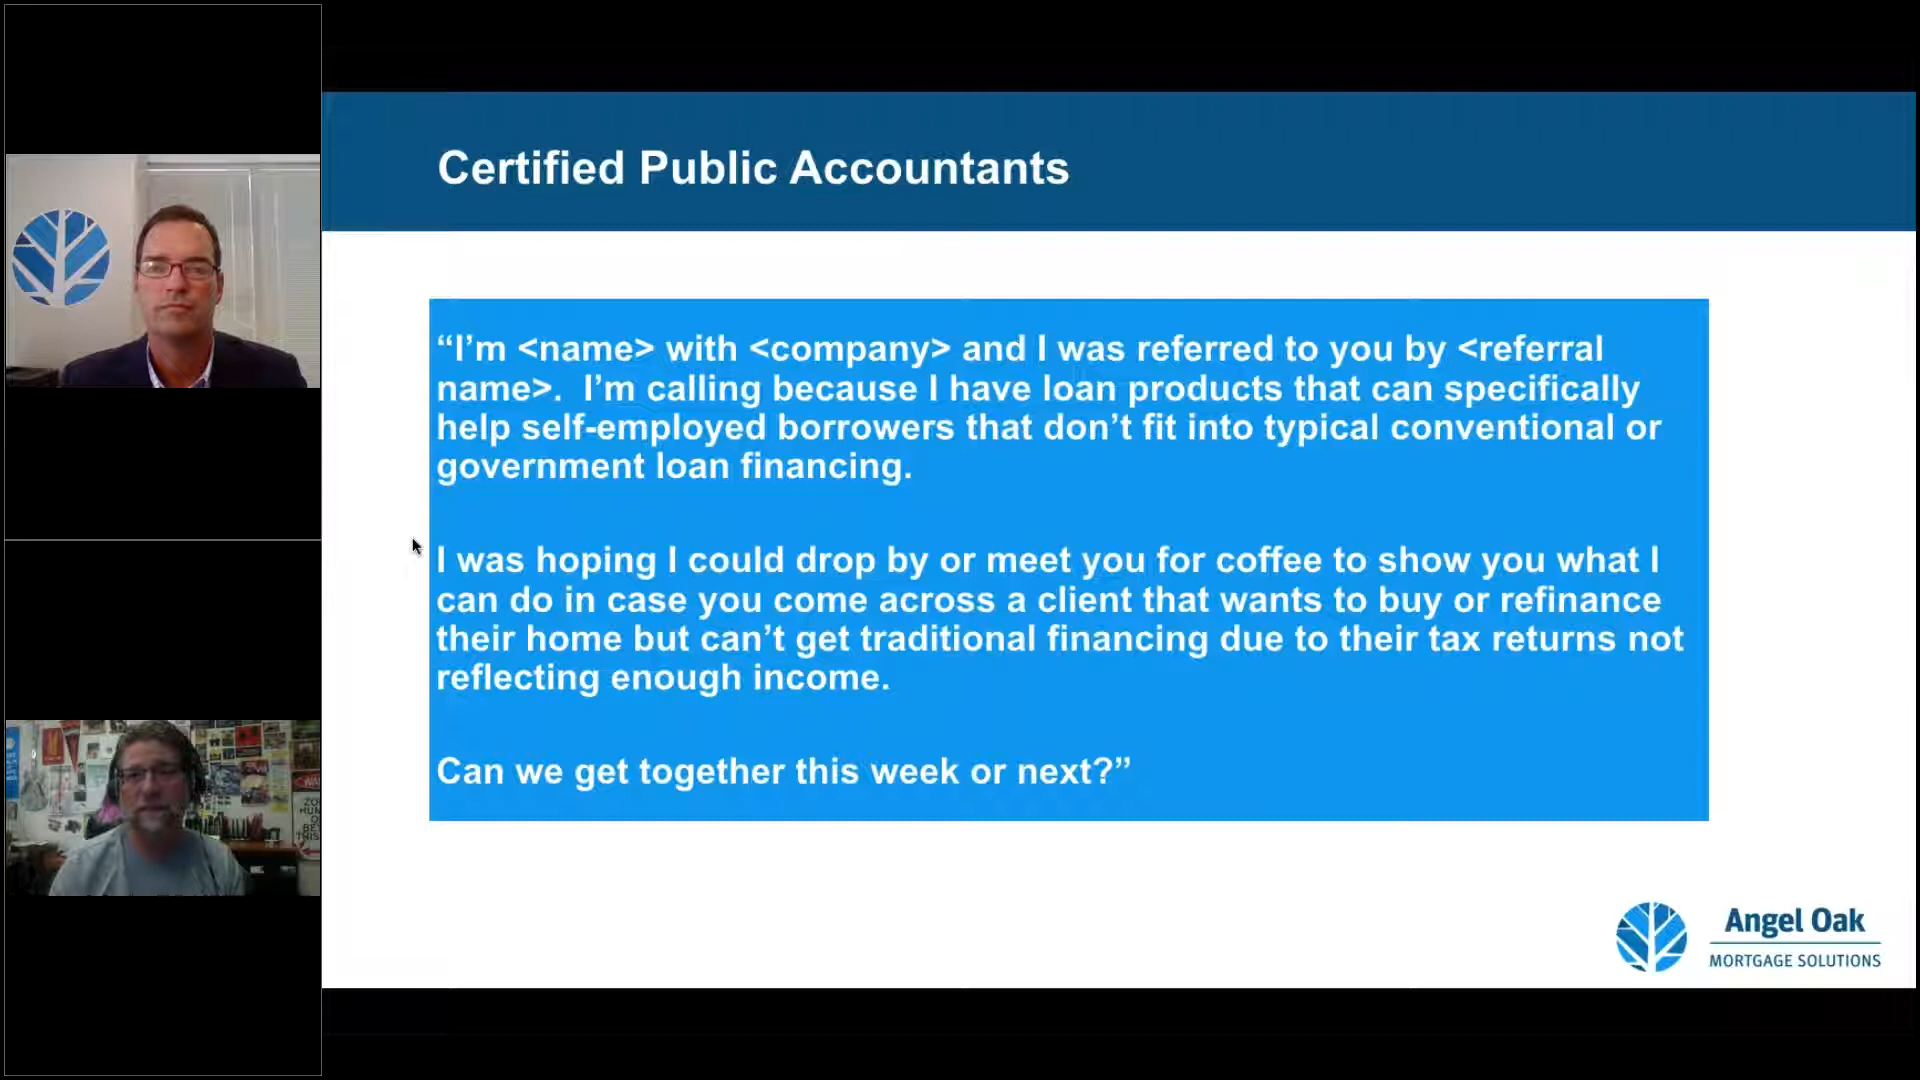 Certified Public Accountants
“I’m <name> with <company> and I was referred to you by <referral
name>.  I’m calling because I have loan products that can specifically
help self-employed borrowers that don’t fit into typical conventional or
government loan financing.
I was hoping I could drop by or meet you for coffee to show you what I
can do in case you come across a client that wants to buy or refinance
their home but can’t get traditional financing due to their tax returns not
reflecting enough income.
Can we get together this week or next?”
Angel Oak
MORTGAGE SOLUTIONS